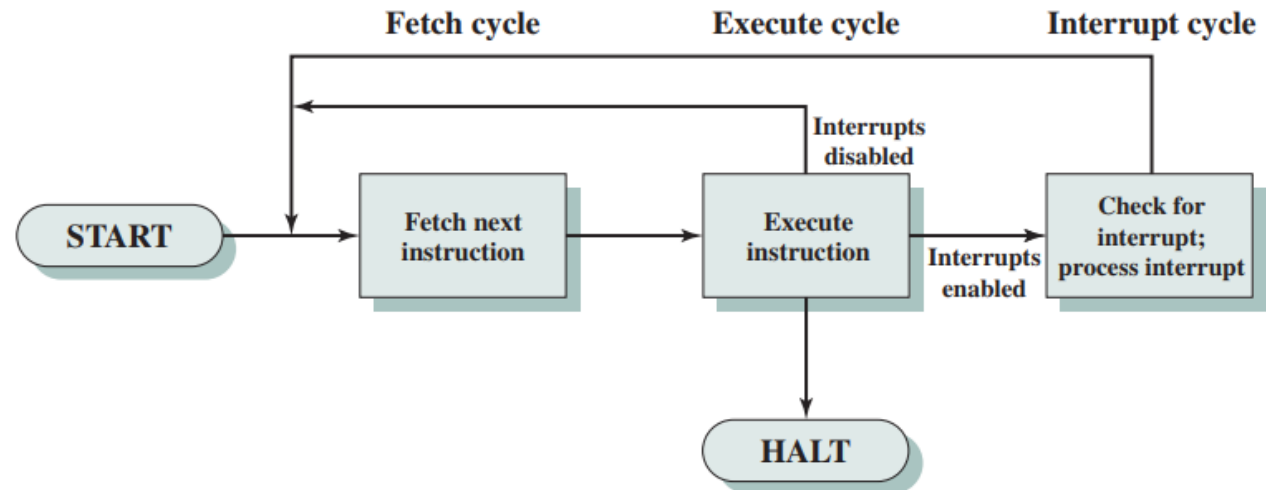 Fetch cycle
Execute cycle
Interrupt cycle
Interrupts
disabled
START
Fetch next
instruction
Execute
instruction
Interrupts
enabled
Check for
interrupt;
process interrupt
HALT